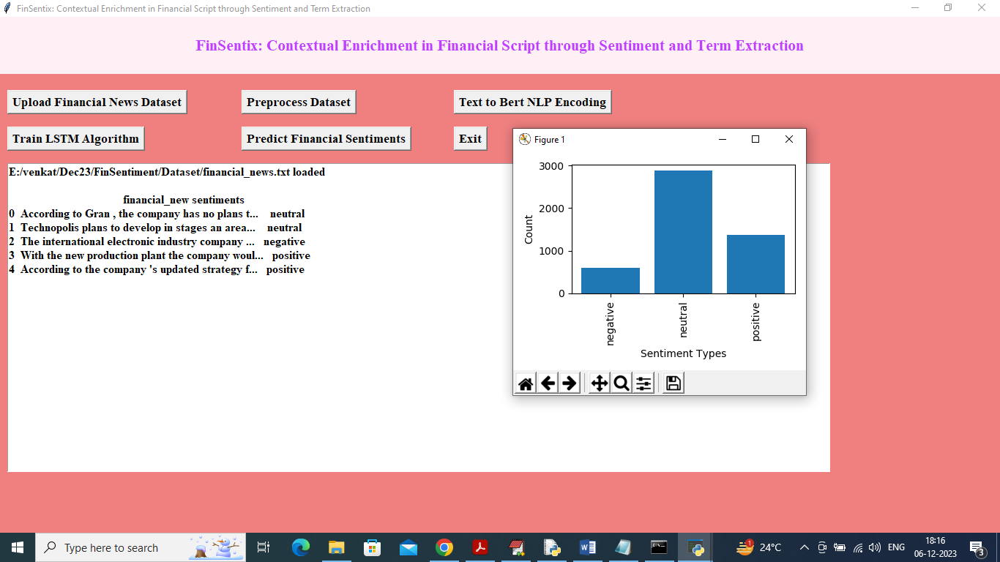 FinSentix: Contextual Enrichment in Financial Script through Sentiment and Term Extraction
FinSentix: Contextual Enrichment in Financial Script through Sentiment and Term Extraction
Upload Financial News Dataset
Preprocess Dataset
Text to Bert NLP Encoding
Train LSTM Algorithm
Predict Financial Sentiments
Exit
E:/venkat/Dec23/FinSentiment/Dataset/financial_news.txt loaded
financial_new sentiments
0 According to Gran , the company has no plans t... neutral
1 Technopolis plans to develop in stages an area... neutral
2 The international electronic industry company ... negative
3 With the new production plant the company woul... positive
4 According to the company 's updated strategy f... positive
Figure 1
3000
2000
1000
0
Count
negative
neutral
positive
Sentiment Types
Type here to search
1
24°C
ENG
18:16
06-12-2023
3